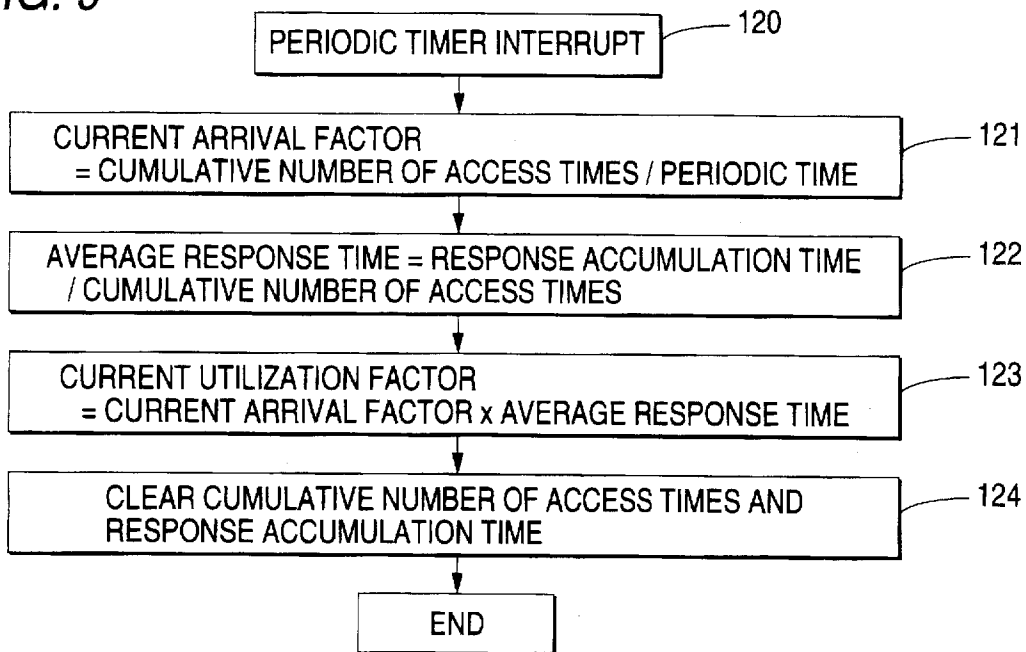 PERIODIC TIMER INTERRUPT
120
CURRENT ARRIVAL FACTOR
= CUMULATIVE NUMBER OF ACCESS TIMES / PERIODIC TIME
121
AVERAGE RESPONSE TIME = RESPONSE ACCUMULATION TIME
/ CUMULATIVE NUMBER OF ACCESS TIMES
122
CURRENT UTILIZATION FACTOR
= CURRENT ARRIVAL FACTOR x AVERAGE RESPONSE TIME
123
CLEAR CUMULATIVE NUMBER OF ACCESS TIMES AND
RESPONSE ACCUMULATION TIME
124
END